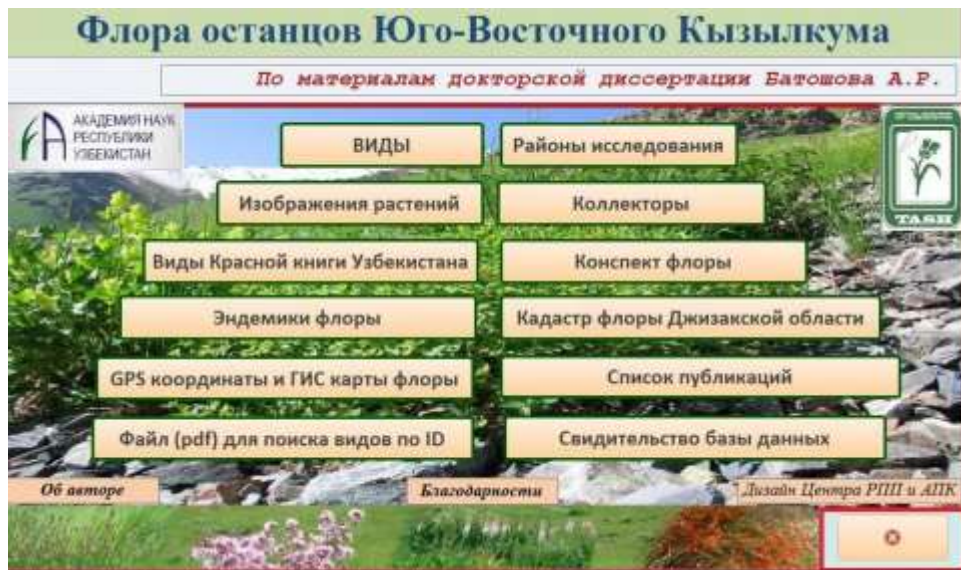 Флора останцов Юго-Восточного Кызылкума
По материалам докторской диссертации Батошова А.Р.
АКАДЕМИЯ НАУК
РЕСПУБЛИКИ
УЗБЕКИСТАН
ВИДЫ
Районы исследования
Изображения растений
Коллекторы
Виды Красной книги Узбекистана
Конспект флоры
Эндемики флоры
Кадастр флоры Джизакской области
GPS координаты и ГИС карты флоры
Список публикаций
Файл (pdf) для поиска видов по ID
Свидительство базы данных
TASH
Об авторе
Благодарности
Дизайн Центра РПП и АПК